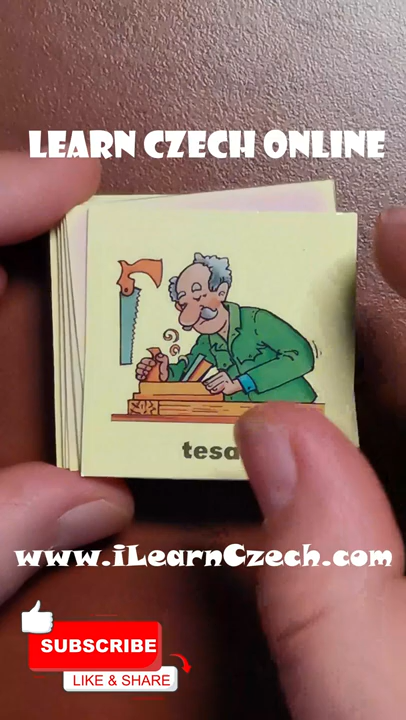 LEARN CZECH ONLINE
tesa
www.iLearnCzech.com
SUBSCRIBE
LIKE & SHARE